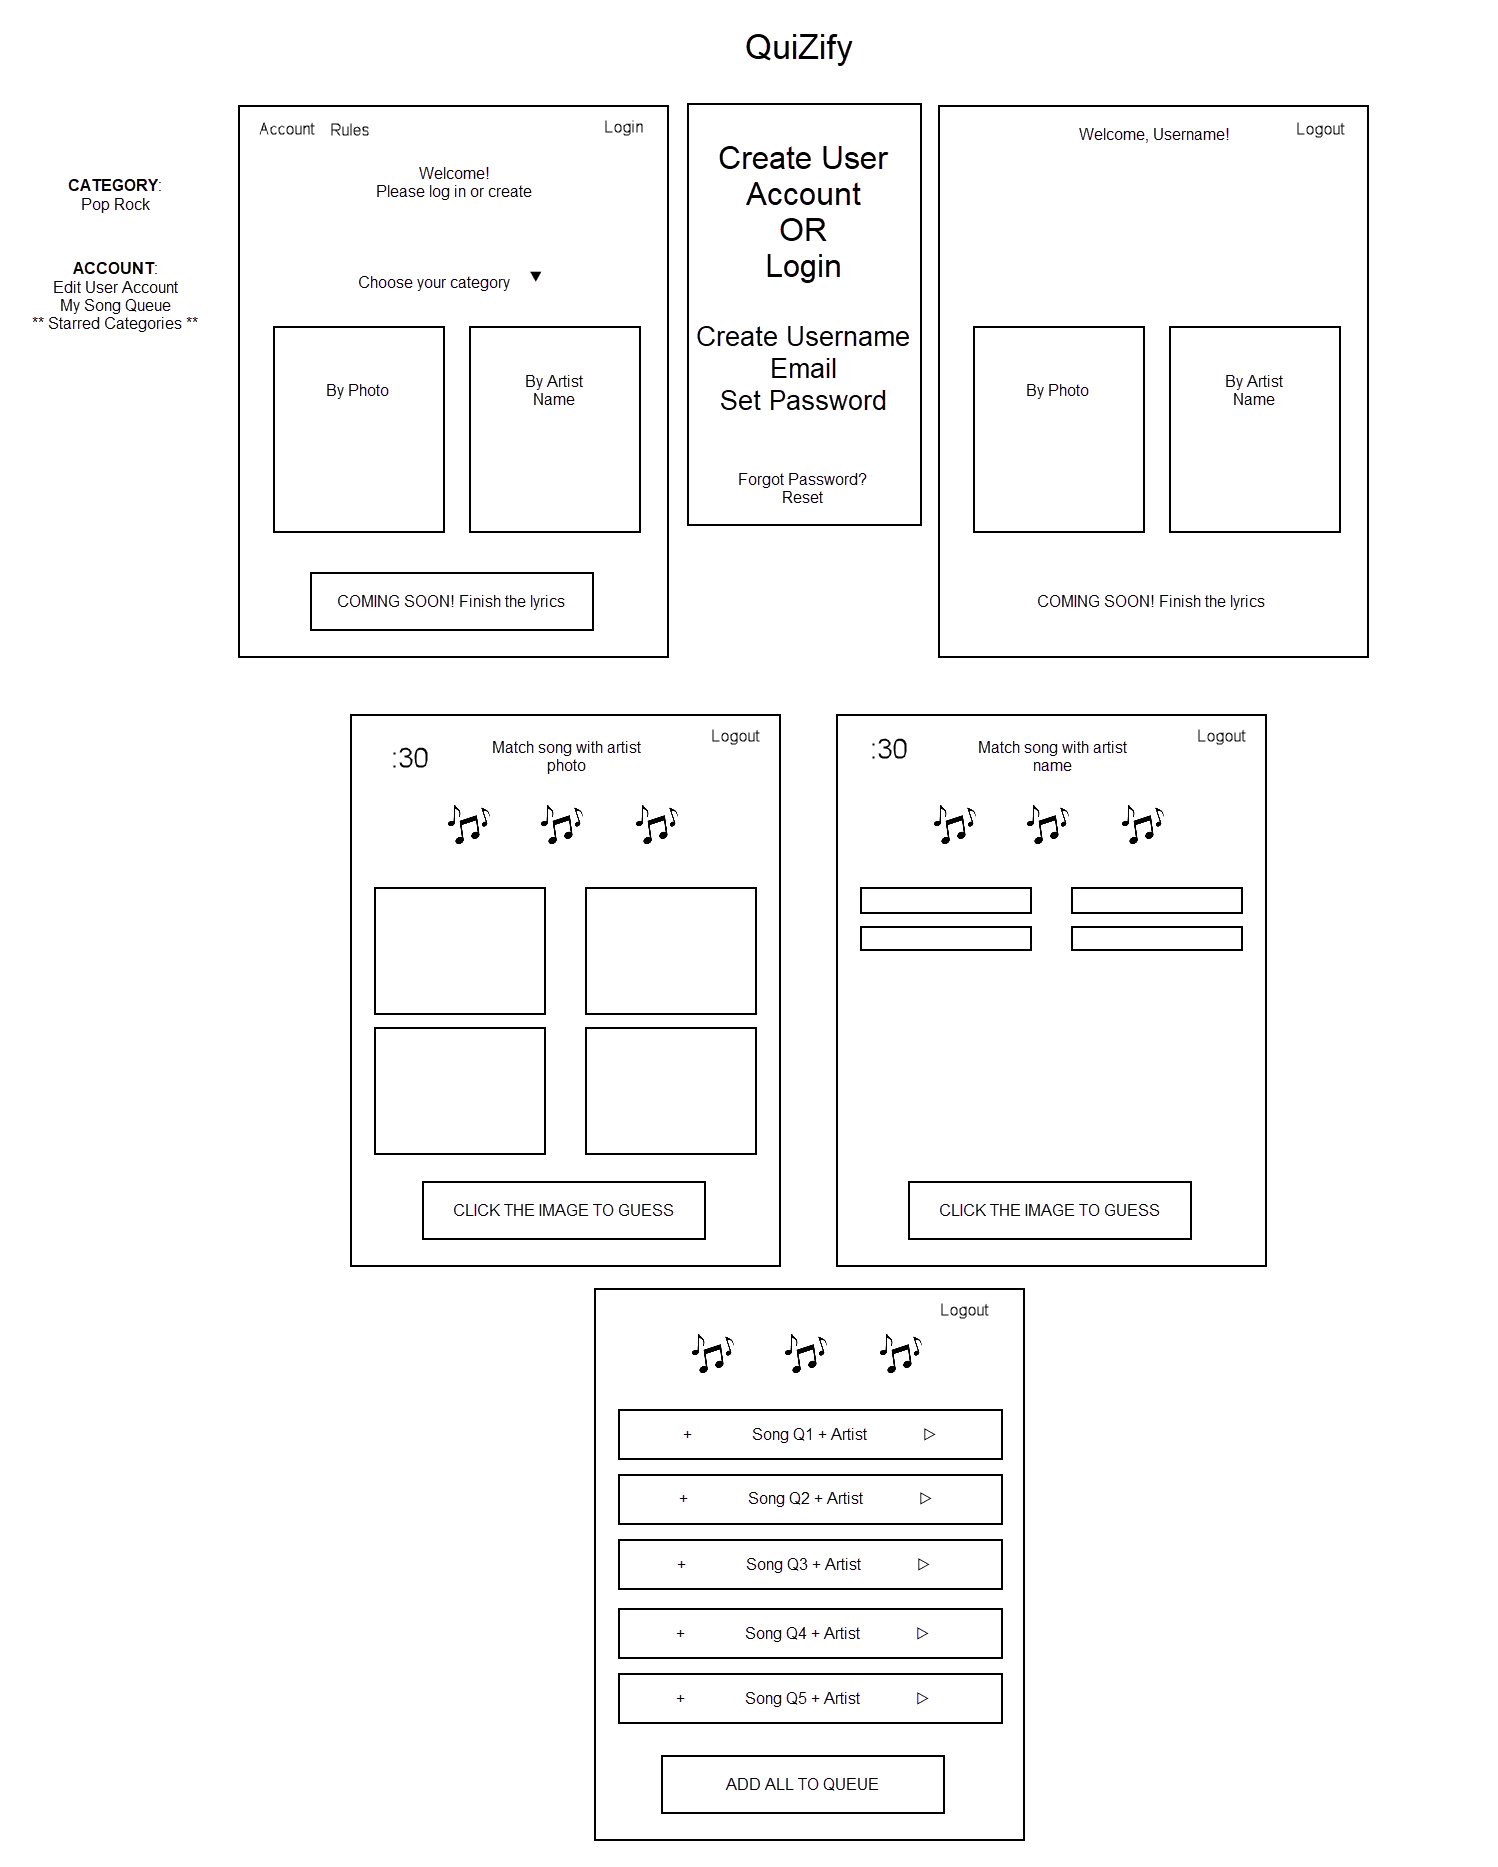 QuiZify
CATEGORY:
Pop Rock
ACCOUNT:
Edit User Account
My Song Queue
** Starred Categories **
Account Rules Login
Welcome!
Please log in or create
Choose your category ▼
By Photo
By Artist
Name
COMING SOON! Finish the lyrics
Create User
Account
OR
Login
Create Username
Email
Set Password
Forgot Password?
Reset
Welcome, Username! Logout
By Photo
By Artist
Name
COMING SOON! Finish the lyrics
Logout
:30
Match song with artist
photo
CLICK THE IMAGE TO GUESS
Logout
:30
Match song with artist
name
CLICK THE IMAGE TO GUESS
Logout
+ Song Q1 + Artist ▷
+ Song Q2 + Artist ▷
+ Song Q3 + Artist ▷
+ Song Q4 + Artist ▷
+ Song Q5 + Artist ▷
ADD ALL TO QUEUE